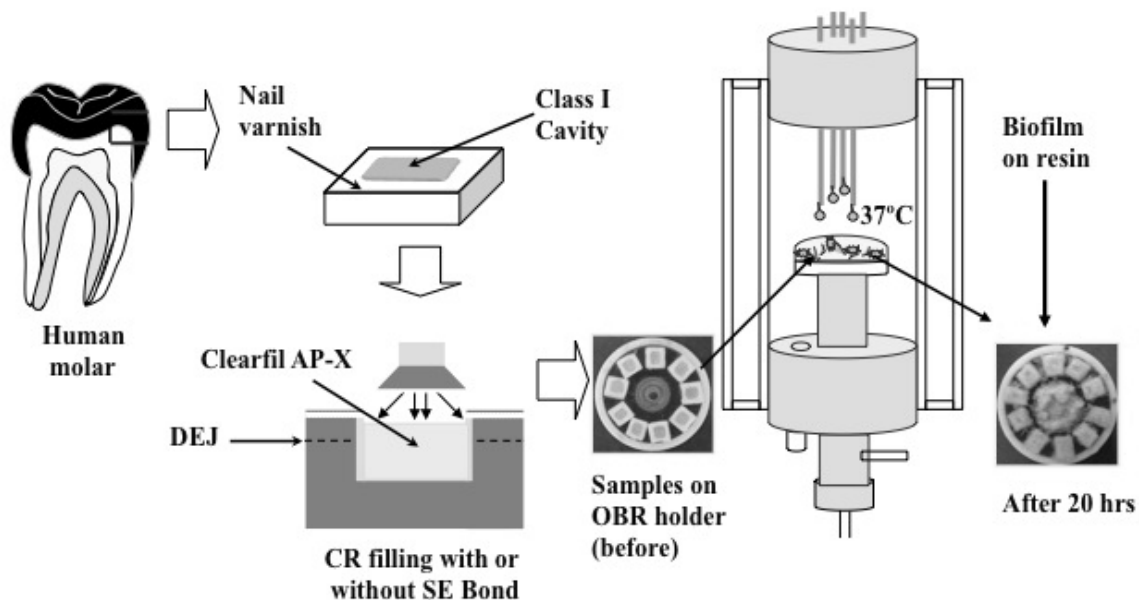 Human
molar
Nail
varnish
Class I
Cavity
Clearfil AP-X
DEJ
CR filling with or
without SE Bond
Samples on
OBR holder
(before)
37°C
Biofilm
on resin
After 20 hrs